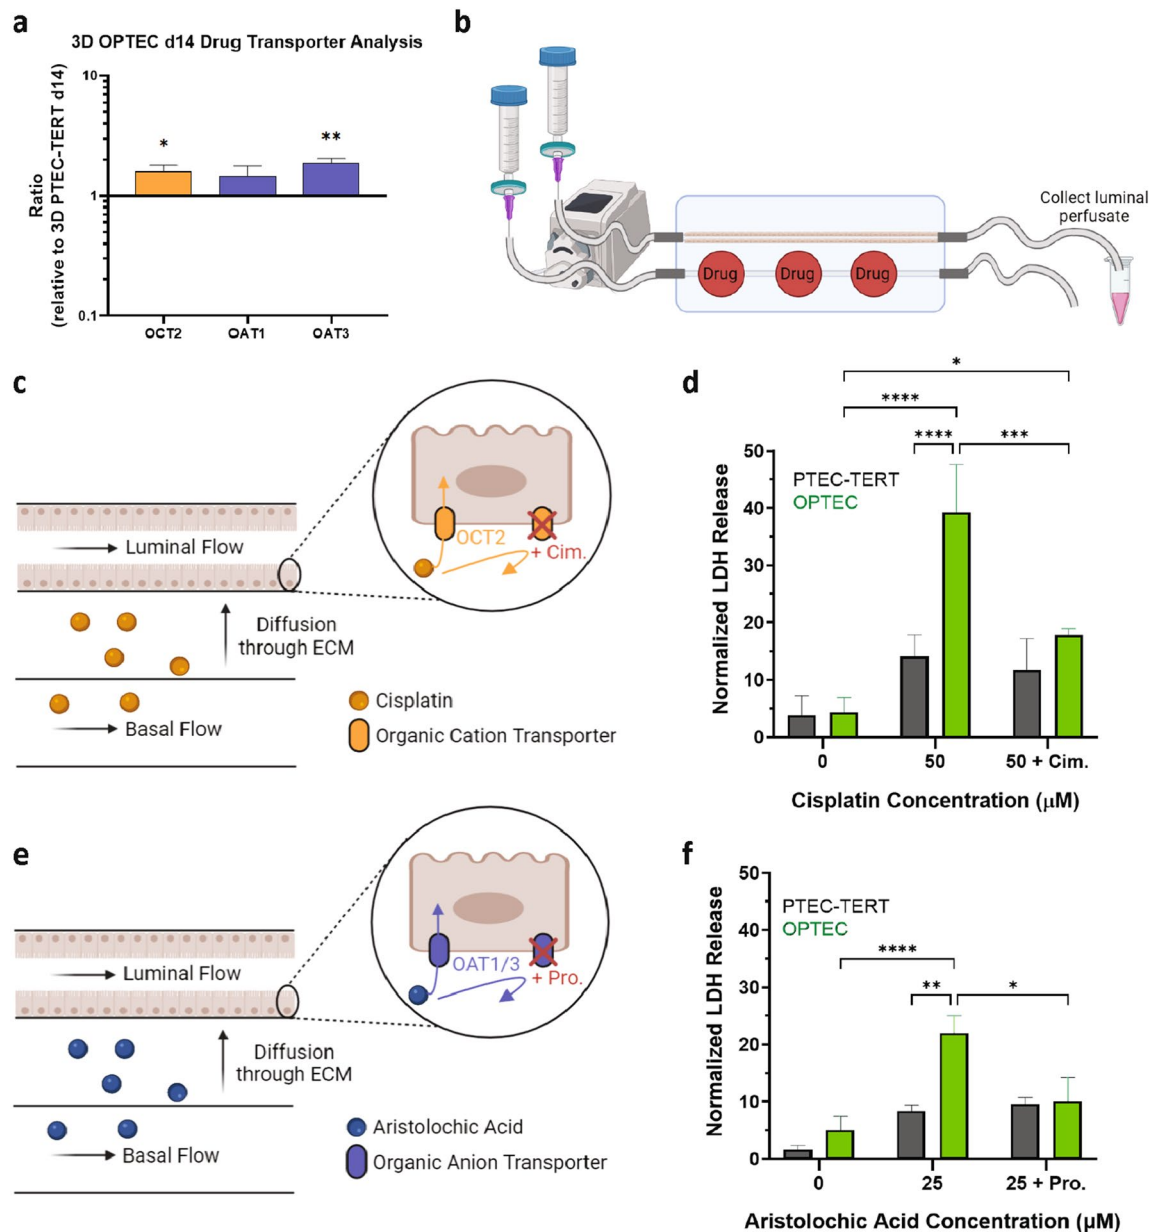 a
3D OPTEC d14 Drug Transporter Analysis
Ratio
(relative to 3D PTEC-TERT d14)
10
1
0.1
*
**
OCT2
OAT1
OAT3
b
Drug
Drug
Drug
Collect luminal
perfusate
c
Luminal Flow
Diffusion
through ECM
Basal Flow
OCT2
+ Cim.
Cisplatin
Organic Cation Transporter
d
*
****
****
***
PTEC-TERT
OPTEC
Normalized LDH Release
50
40
30
20
10
0
0
50
50 + Cim.
Cisplatin Concentration (μM)
e
Luminal Flow
Diffusion
through ECM
Basal Flow
OAT1/3
+ Pro.
Aristolochic Acid
Organic Anion Transporter
f
PTEC-TERT
OPTEC
****
**
*
Normalized LDH Release
50
40
30
20
10
0
0
25
25 + Pro.
Aristolochic Acid Concentration (μM)